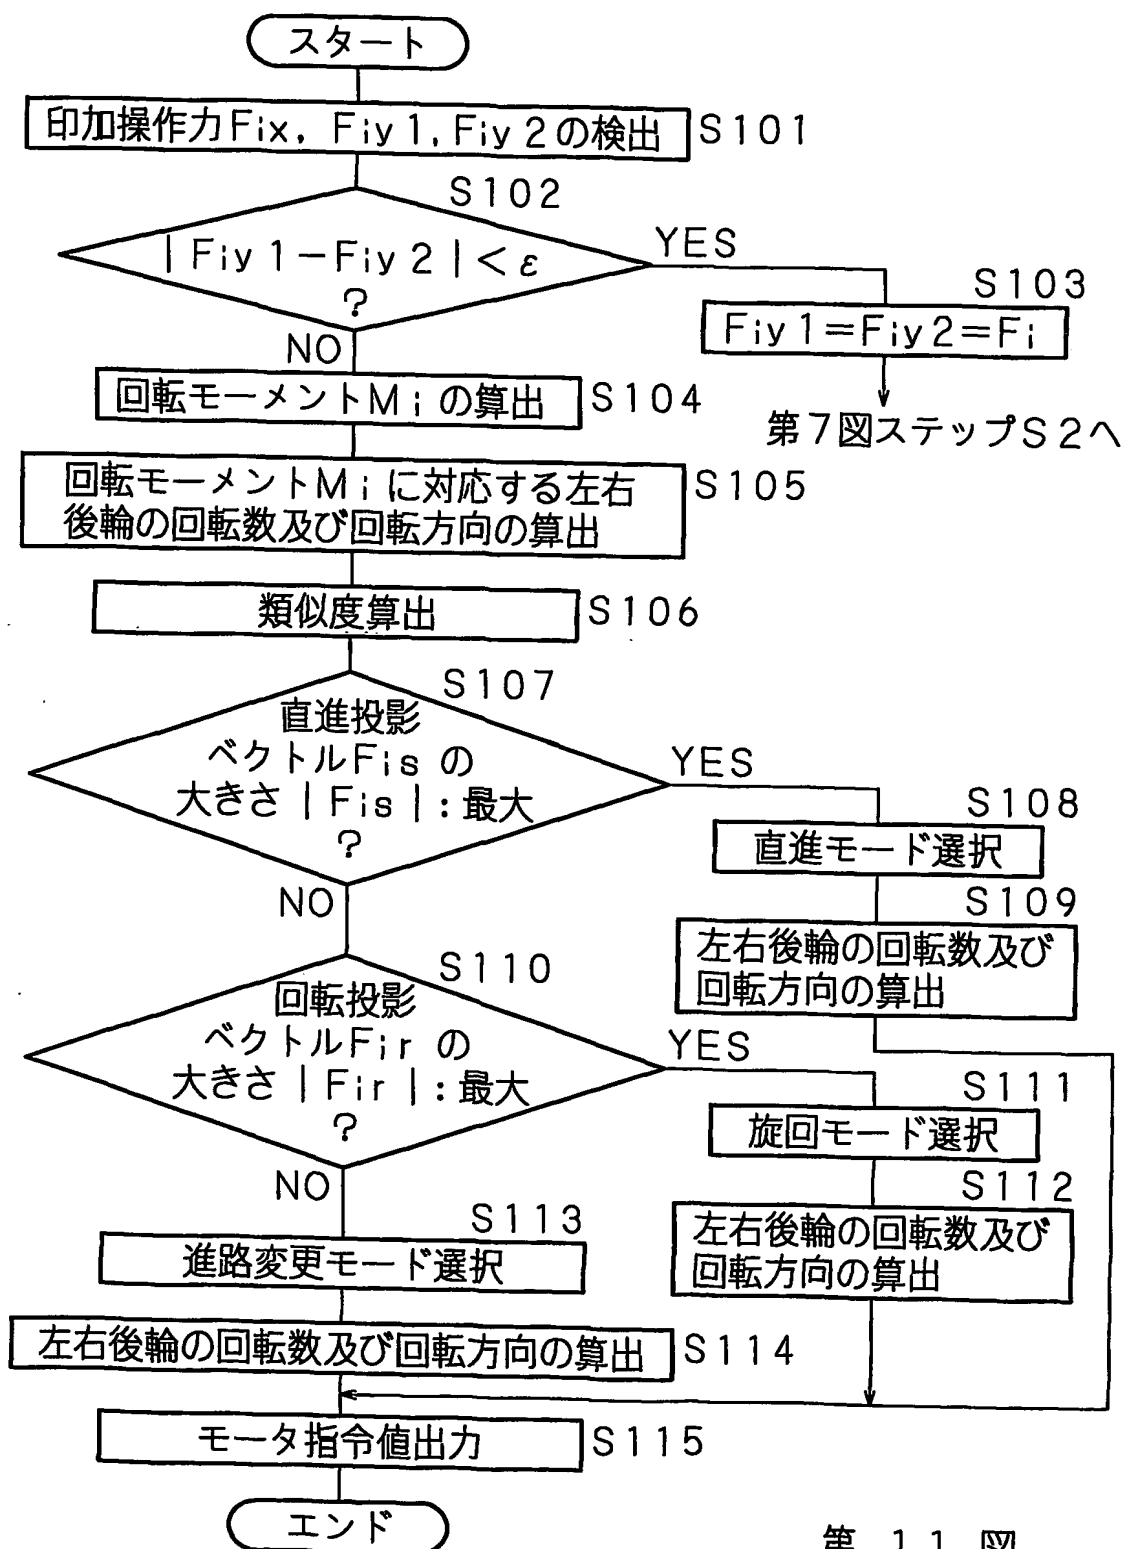 スタート
印加操作力Fix, Fiy1, Fiy2の検出
S101
S102
|Fiy1-Fiy2|<ε
?
YES
NO
S103
Fiy1=Fiy2=Fi
第7図ステップS2へ
回転モーメントMiの算出
S104
回転モーメントMiに対応する左右
後輪の回転数及び回転方向の算出
S105
類似度算出
S106
S107
直進投影
ベクトルFis の
大きさ|Fis|:最大
?
YES
NO
S108
直進モード選択
S109
左右後輪の回転数及び
回転方向の算出
S110
回転投影
ベクトルFir の
大きさ|Fir|:最大
?
YES
NO
S111
旋回モード選択
S112
左右後輪の回転数及び
回転方向の算出
S113
進路変更モード選択
左右後輪の回転数及び回転方向の算出
S114
モータ指令値出力
S115
エンド
第 11 図